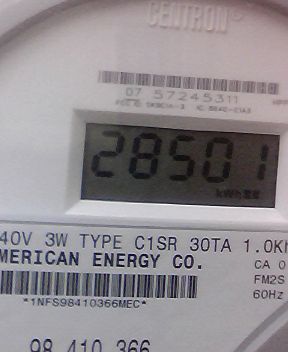 CENTRON®
07 57245311
28501
kWh
40V 3W TYPE C1SR 30TA 1.0Kh
MERICAN ENERGY CO.
CA 0
FM2S
60Hz
*1NFS98410366MEC*
98 410 366